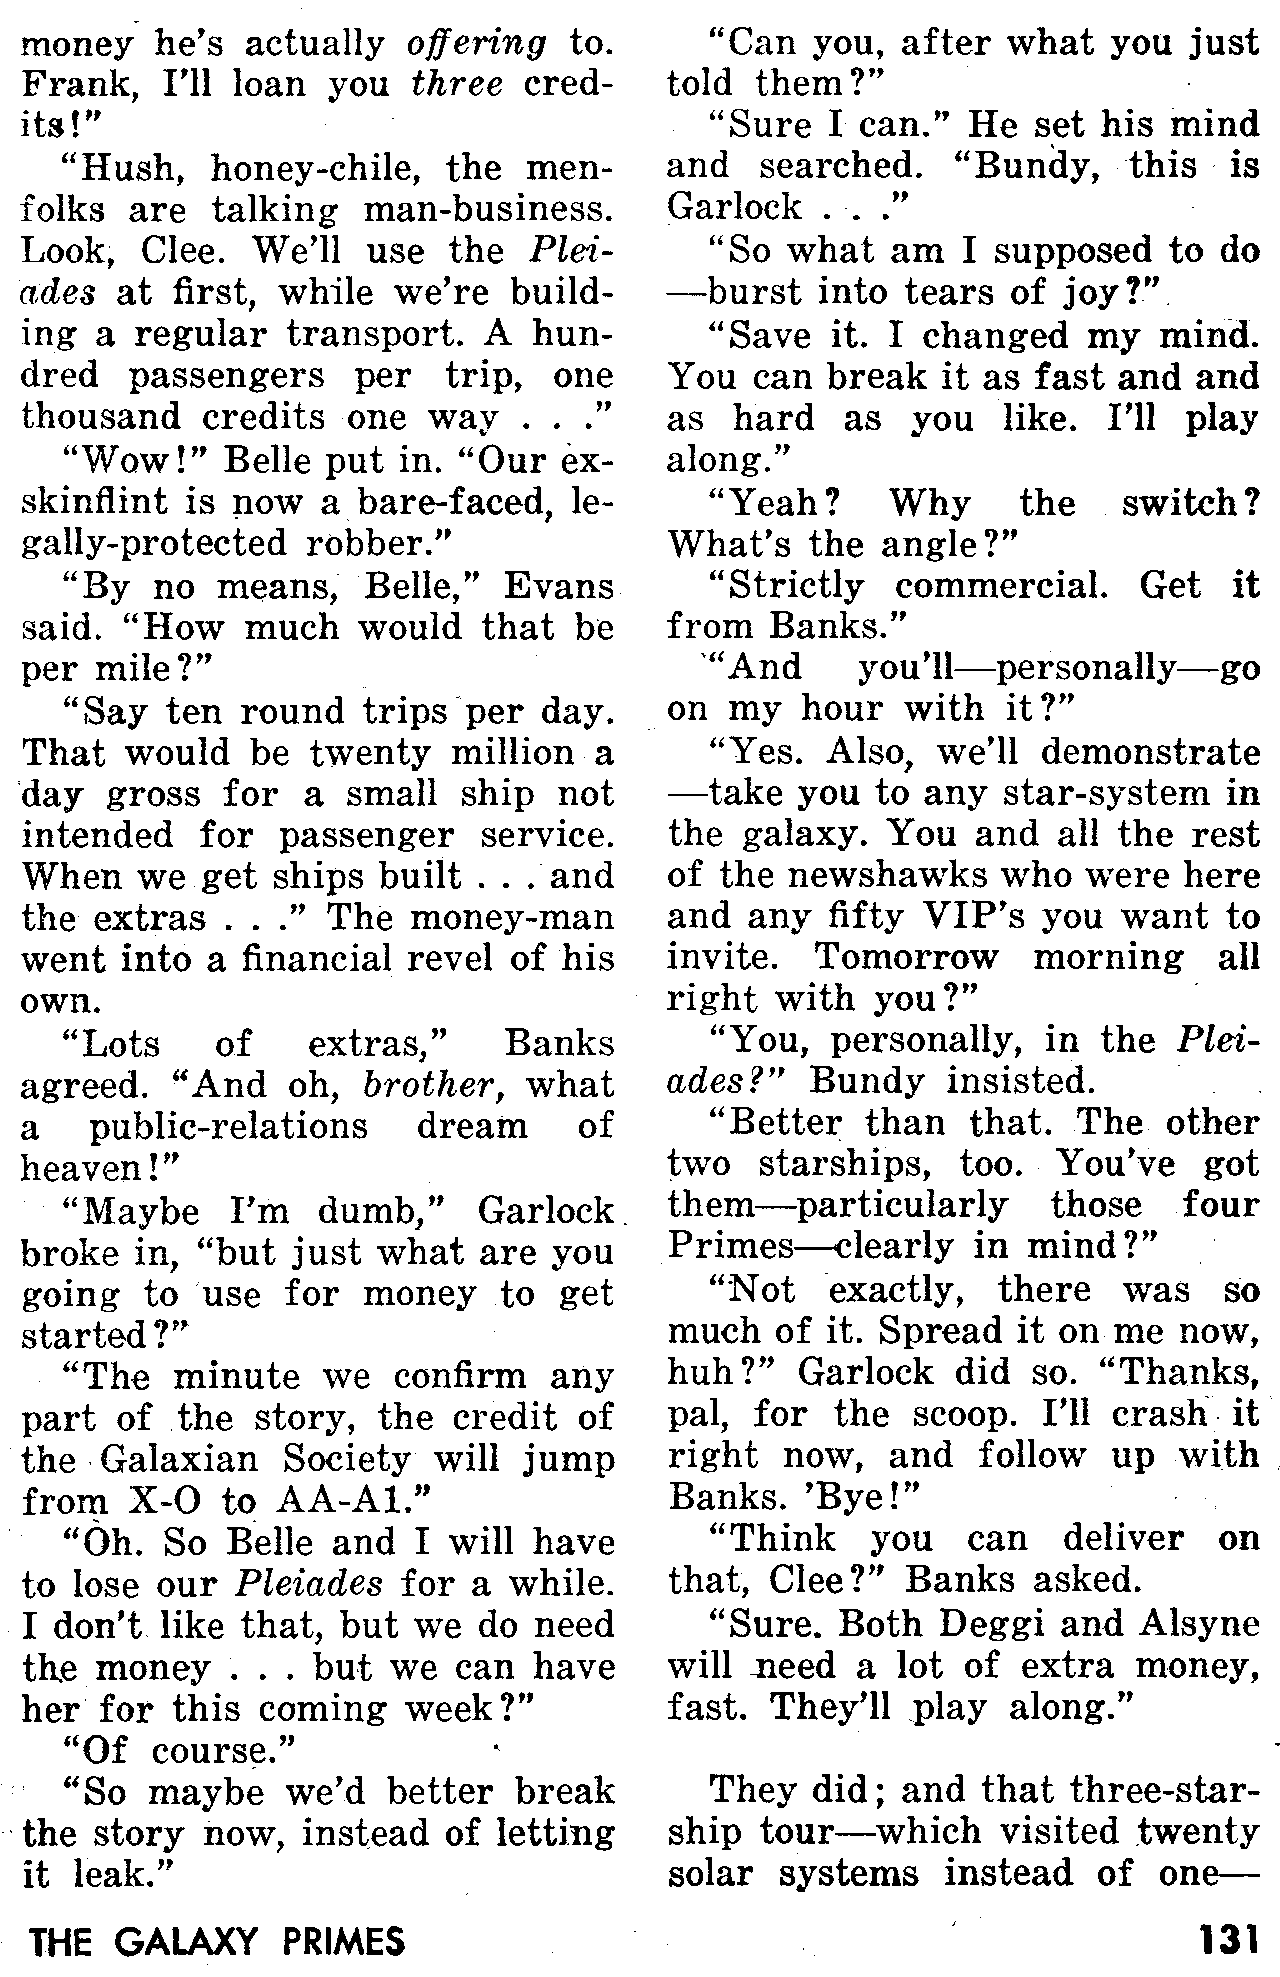 money he's actually offering to.
Frank, I'll loan you three cred-
its!"
"Hush, honey-chile, the men-
folks are talking man-business.
Look, Clee. We'll use the Plei-
ades at first, while we're build-
ing a regular transport. A hun-
dred passengers per trip, one
thousand credits one way . . ."
"Wow!" Belle put in. "Our ex-
skinflint is now a bare-faced, le-
gally-protected robber."
"By no means, Belle," Evans
said. "How much would that be
per mile?"
"Say ten round trips per day.
That would be twenty million a
day gross for a small ship not
intended for passenger service.
When we get ships built . . . and
the extras . . ." The money-man
went into a financial revel of his
own.
"Lots of extras," Banks
agreed. "And oh, brother, what
a public-relations dream of
heaven!"
"Maybe I'm dumb," Garlock
broke in, "but just what are you
going to use for money to get
started?"
"The minute we confirm any
part of the story, the credit of
the Galaxian Society will jump
from X-O to AA-A1."
"Oh. So Belle and I will have
to lose our Pleiades for a while.
I don't like that, but we do need
the money . . . but we can have
her for this coming week?"
"Of course."
"So maybe we'd better break
the story now, instead of letting
it leak."
"Can you, after what you just
told them?"
"Sure I can." He set his mind
and searched. "Bundy, this is
Garlock . . ."
"So what am I supposed to do
—burst into tears of joy?"
"Save it. I changed my mind.
You can break it as fast and and
as hard as you like. I'll play
along."
"Yeah? Why the switch?
What's the angle?"
"Strictly commercial. Get it
from Banks."
"And you'll—personally—go
on my hour with it?"
"Yes. Also, we'll demonstrate
—take you to any star-system in
the galaxy. You and all the rest
of the newshawks who were here
and any fifty VIP's you want to
invite. Tomorrow morning all
right with you?"
"You, personally, in the Plei-
ades?" Bundy insisted.
"Better than that. The other
two starships, too. You've got
them—particularly those four
Primes—clearly in mind?"
"Not exactly, there was so
much of it. Spread it on me now,
huh?" Garlock did so. "Thanks,
pal, for the scoop. I'll crash it
right now, and follow up with
Banks. 'Bye!"
"Think you can deliver on
that, Clee?" Banks asked.
"Sure. Both Deggi and Alsyne
will need a lot of extra money,
fast. They'll play along."
They did; and that three-star-
ship tour—which visited twenty
solar systems instead of one—
THE GALAXY PRIMES
131